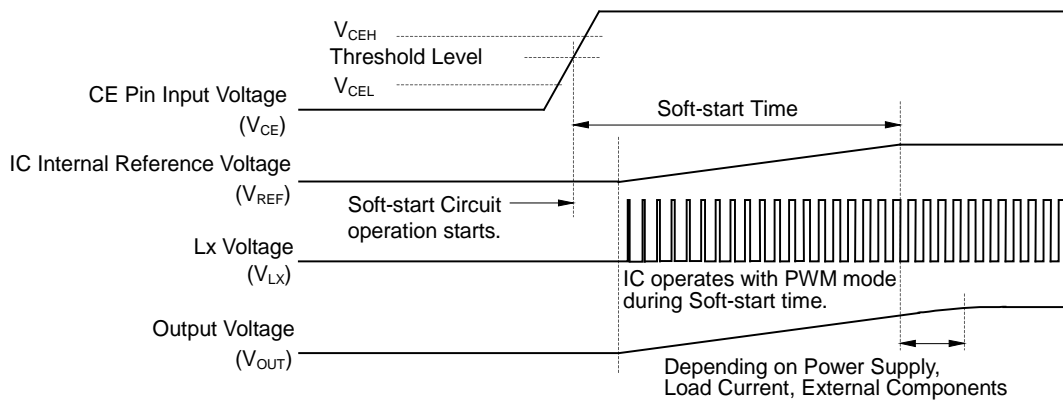 VCEH
Threshold Level
VCEL
CE Pin Input Voltage
(VCE)
Soft-start Time
IC Internal Reference Voltage
(VREF)
Soft-start Circuit
operation starts.
Lx Voltage
(VLX)
IC operates with PWM mode
during Soft-start time.
Output Voltage
(VOUT)
Depending on Power Supply,
Load Current, External Components